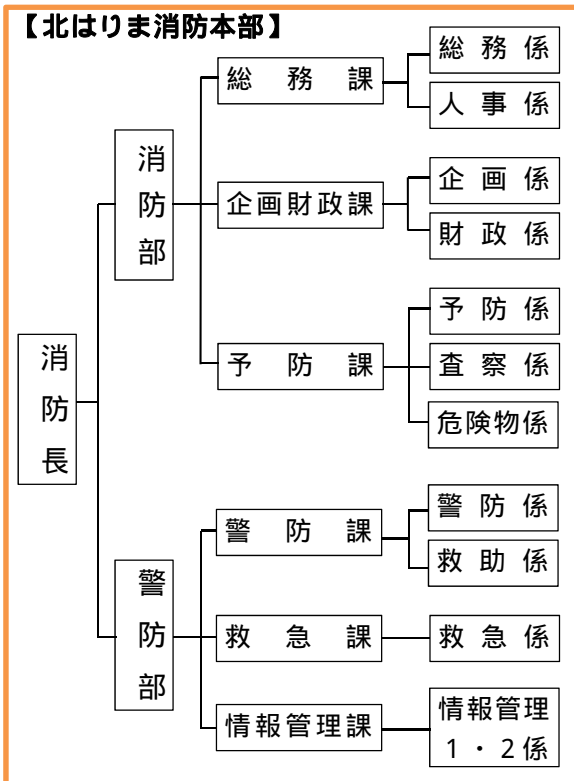 【北はりま消防本部】
消防長
消防部
総務課
総務係
人事係
企画財政課
企画係
財政係
予防課
予防係
査察係
危険物係
警防部
警防課
警防係
救助係
救急課
救急係
情報管理課
情報管理
1・2係